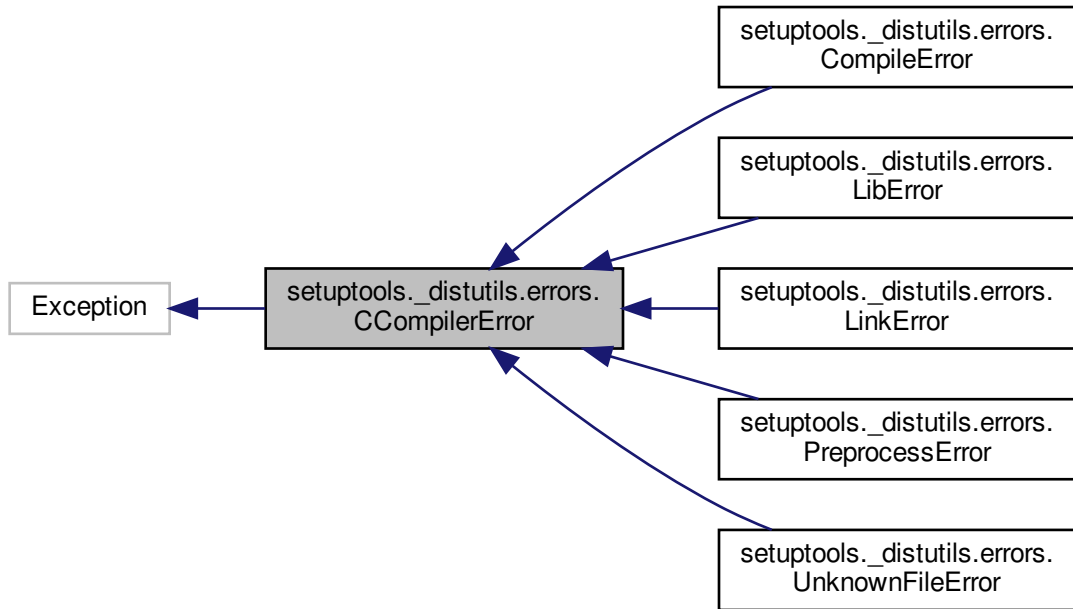 Exception
setuptools._distutils.errors.
CCompilerError
setuptools._distutils.errors.
CompileError
setuptools._distutils.errors.
LibError
setuptools._distutils.errors.
LinkError
setuptools._distutils.errors.
PreprocessError
setuptools._distutils.errors.
UnknownFileError